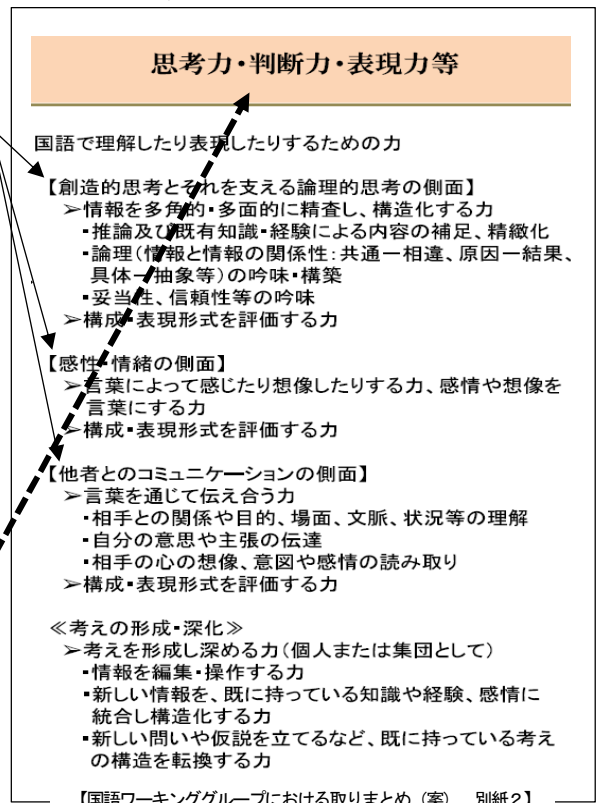 思考力・判断力・表現力等
国語で理解したり表現したりするための力
【創造的思考とそれを支える論理的思考の側面】
➢情報を多角的・多面的に精査し、構造化する力
▪推論及び既有知識・経験による内容の補足、精緻化
▪論理(情報と情報の関係性:共通ー相違、原因ー結果、
具体ー抽象等)の吟味・構築
▪妥当性、信頼性等の吟味
➢構成・表現形式を評価する力
【感性・情緒の側面】
➢言葉によって感じたり想像したりする力、感情や想像を
言葉にする力
➢構成・表現形式を評価する力
【他者とのコミュニケーションの側面】
➢言葉を通じて伝え合う力
▪相手との関係や目的、場面、文脈、状況等の理解
▪自分の意思や主張の伝達
▪相手の心の想像、意図や感情の読み取り
➢構成・表現形式を評価する力
≪考えの形成・深化≫
➢考えを形成し深める力(個人または集団として)
▪情報を編集・操作する力
▪新しい情報を、既に持っている知識や経験、感情に
統合し構造化する力
▪新しい問いや仮説を立てるなど、既に持っている考え
の構造を転換する力
【国語ワーキンググループにおける取りまとめ(案) 別紙2】